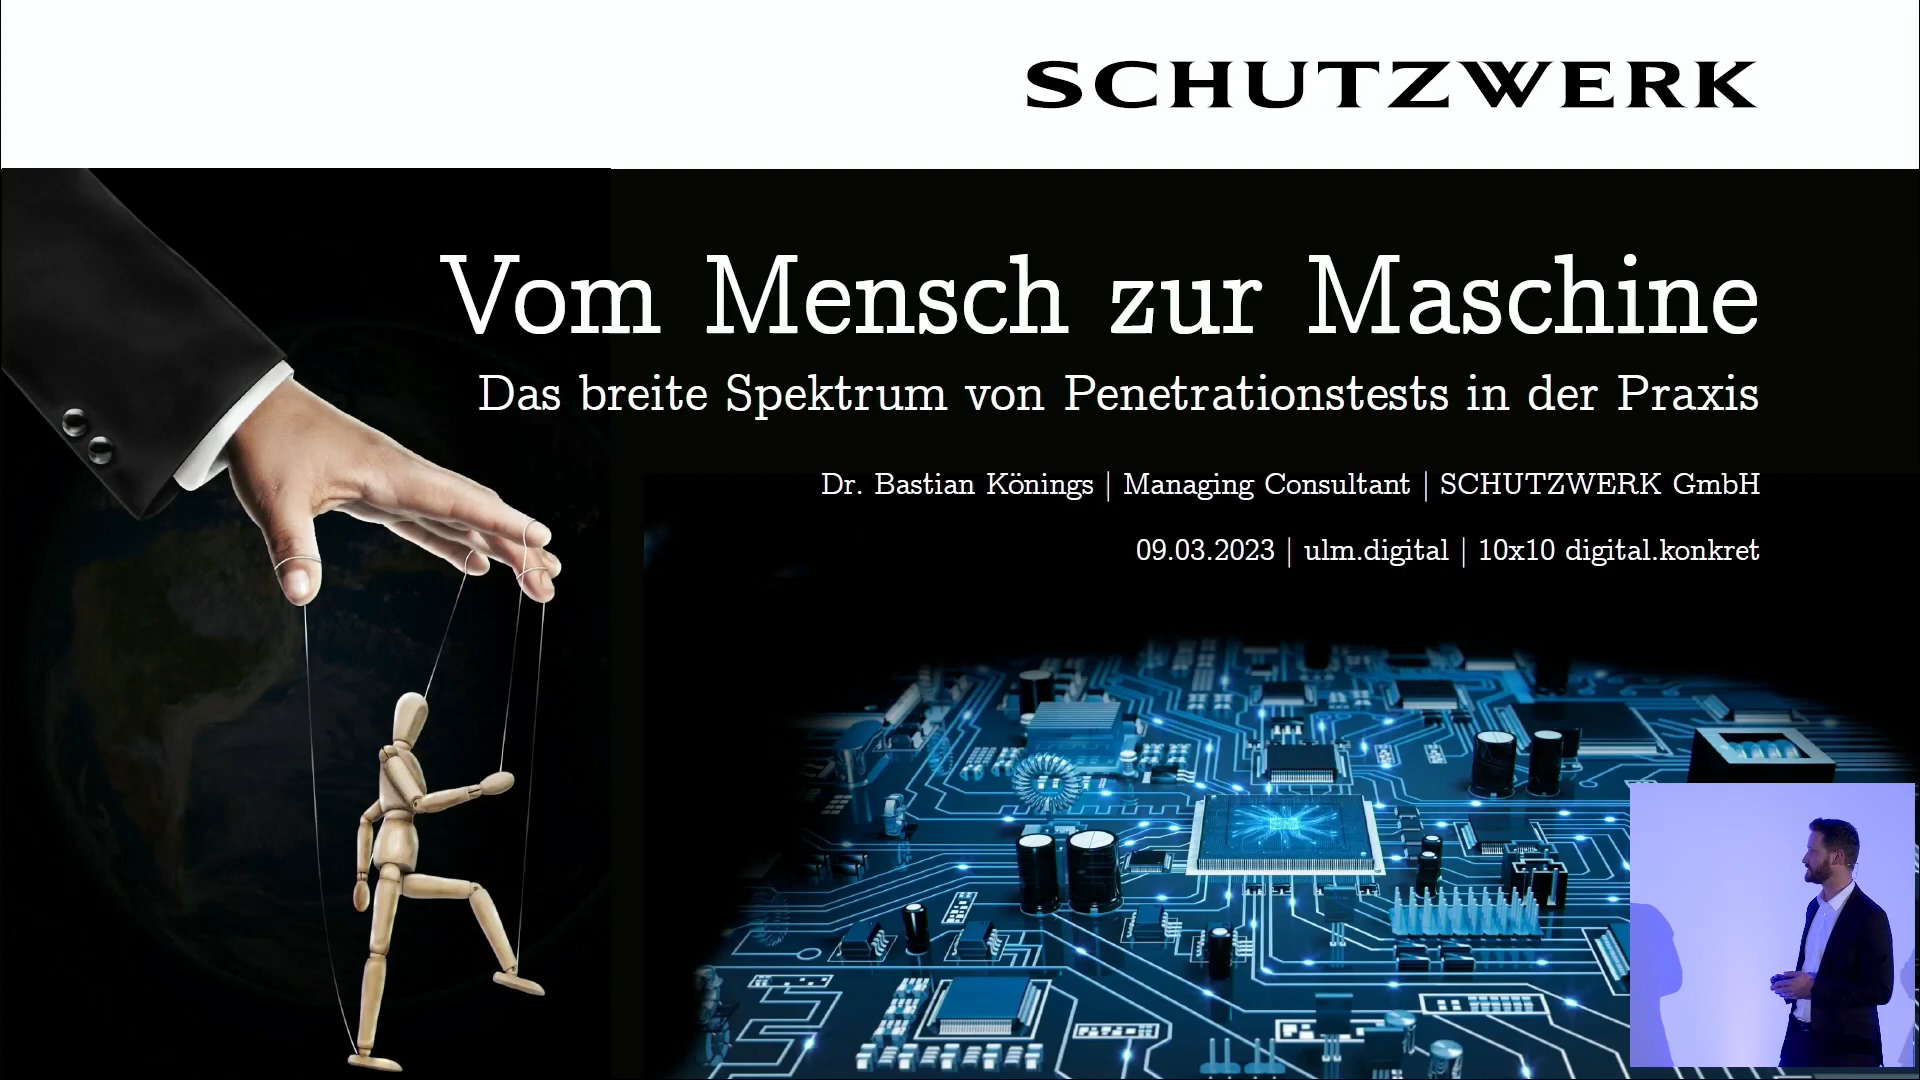 SCHUTZWERK
Vom Mensch zur Maschine
Das breite Spektrum von Penetrationstests in der Praxis
Dr. Bastian Könings | Managing Consultant | SCHUTZWERK GmbH
09.03.2023 | ulm.digital | 10x10 digital.konkret